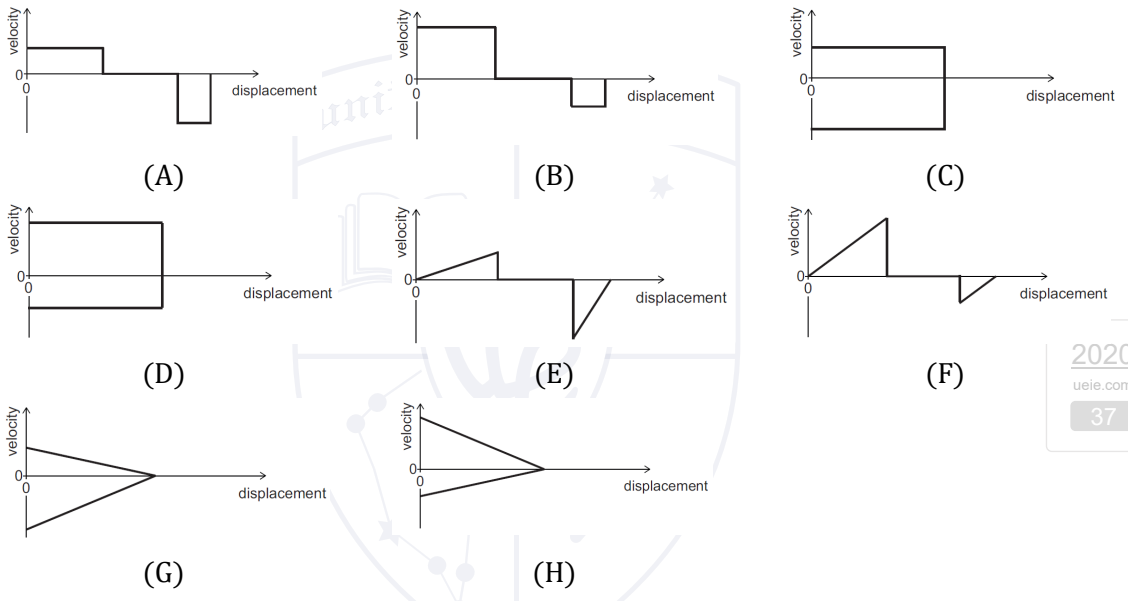 velocity
0
0
displacement
(A)
velocity
0
0
displacement
(B)
velocity
0
0
displacement
(C)
velocity
0
0
displacement
(D)
velocity
0
0
displacement
(E)
velocity
0
0
displacement
(F)
2020
ueie.com
37
velocity
0
0
displacement
(G)
velocity
0
0
displacement
(H)